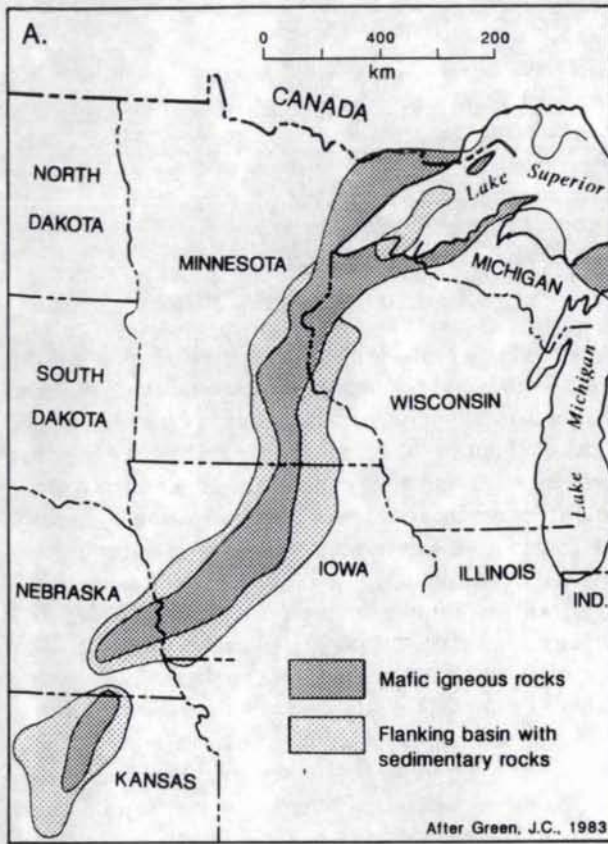 A.
0 400 200
km
CANADA
NORTH
DAKOTA
MINNESOTA
Lake Superior
MICHIGAN
SOUTH
DAKOTA
WISCONSIN
Lake Michigan
NEBRASKA
IOWA
ILLINOIS
IND.
Mafic igneous rocks
Flanking basin with
sedimentary rocks
KANSAS
After Green, J.C., 1983